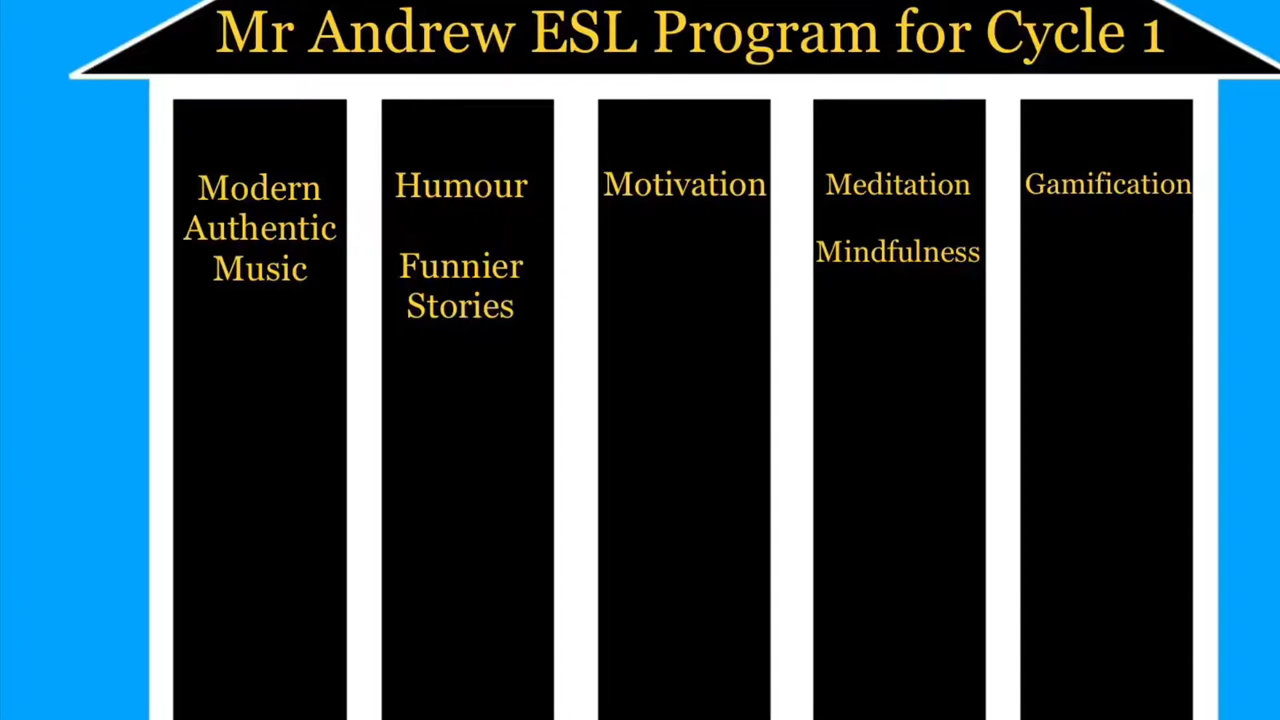 Mr Andrew ESL Program for Cycle 1
Modern
Authentic
Music
Humour
Funnier
Stories
Motivation
Meditation
Mindfulness
Gamification